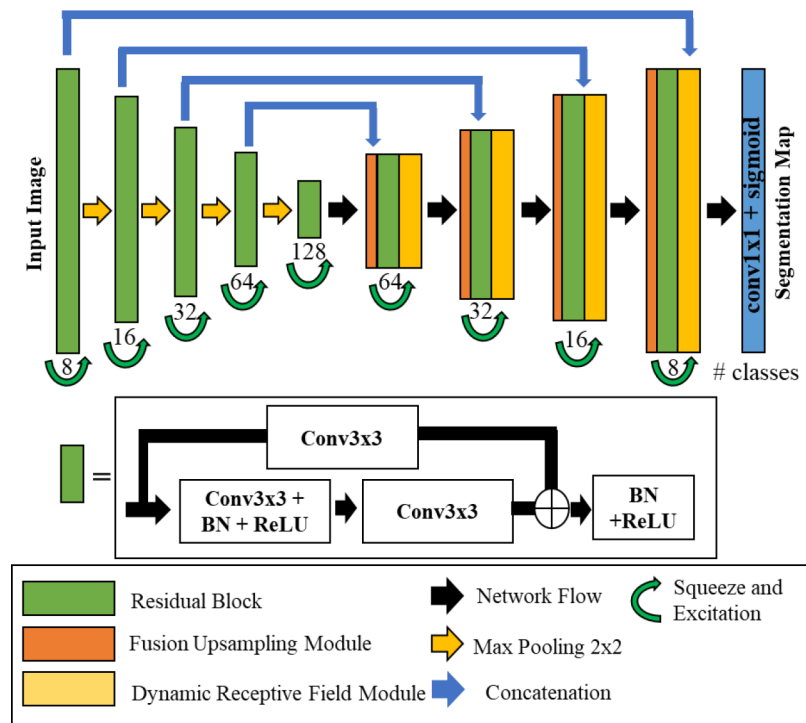 Input Image
8
16
32
64
128
64
32
16
8
conv1x1 + sigmoid
Segmentation Map
# classes
=
Conv3x3
Conv3x3 +
BN + ReLU
Conv3x3
BN
+ReLU
Residual Block
Fusion Upsampling Module
Dynamic Receptive Field Module
Network Flow
Max Pooling 2x2
Concatenation
Squeeze and
Excitation